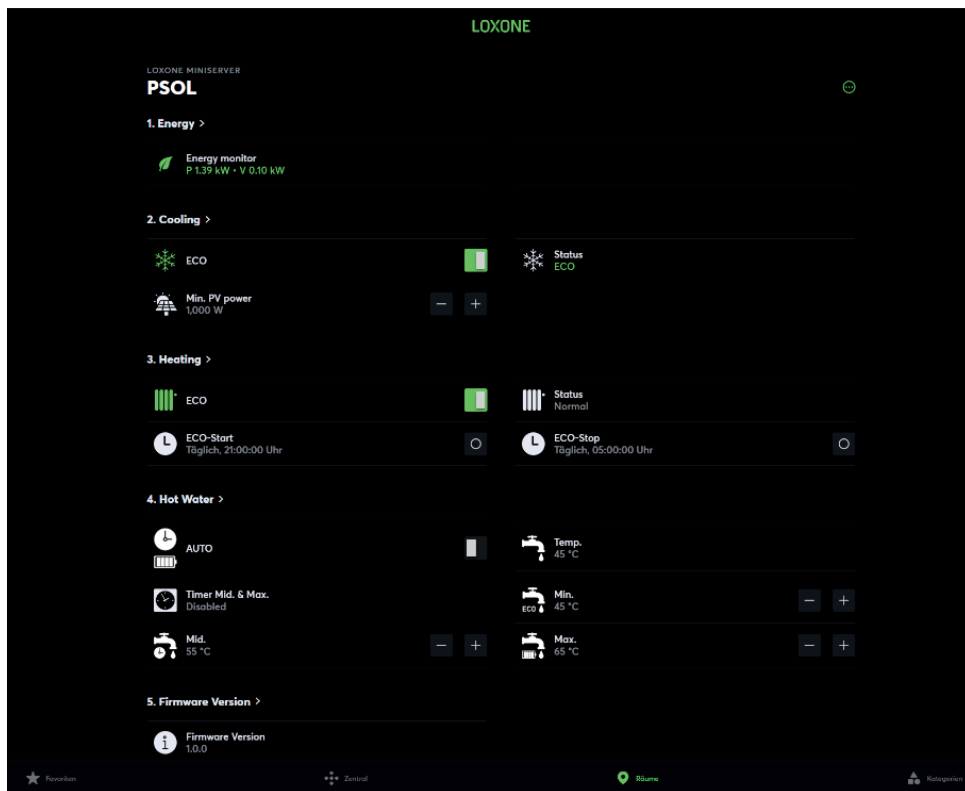 LOXONE
LOXONE MINISERVER
PSOL
1. Energy >
Energy monitor
P 1.39 kW • V 0.10 kW
2. Cooling >
ECO
Status
ECO
Min. PV power
1,000 W
3. Heating >
ECO
Status
Normal
ECO-Start
Täglich, 21:00:00 Uhr
ECO-Stop
Täglich, 05:00:00 Uhr
4. Hot Water >
AUTO
Temp.
45 °C
Timer Mid. & Max.
Disabled
ECO
Min.
45 °C
Mid.
55 °C
Max.
65 °C
5. Firmware Version >
Firmware Version
1.0.0
Favoriten
Zentral
Räume
Kategorien